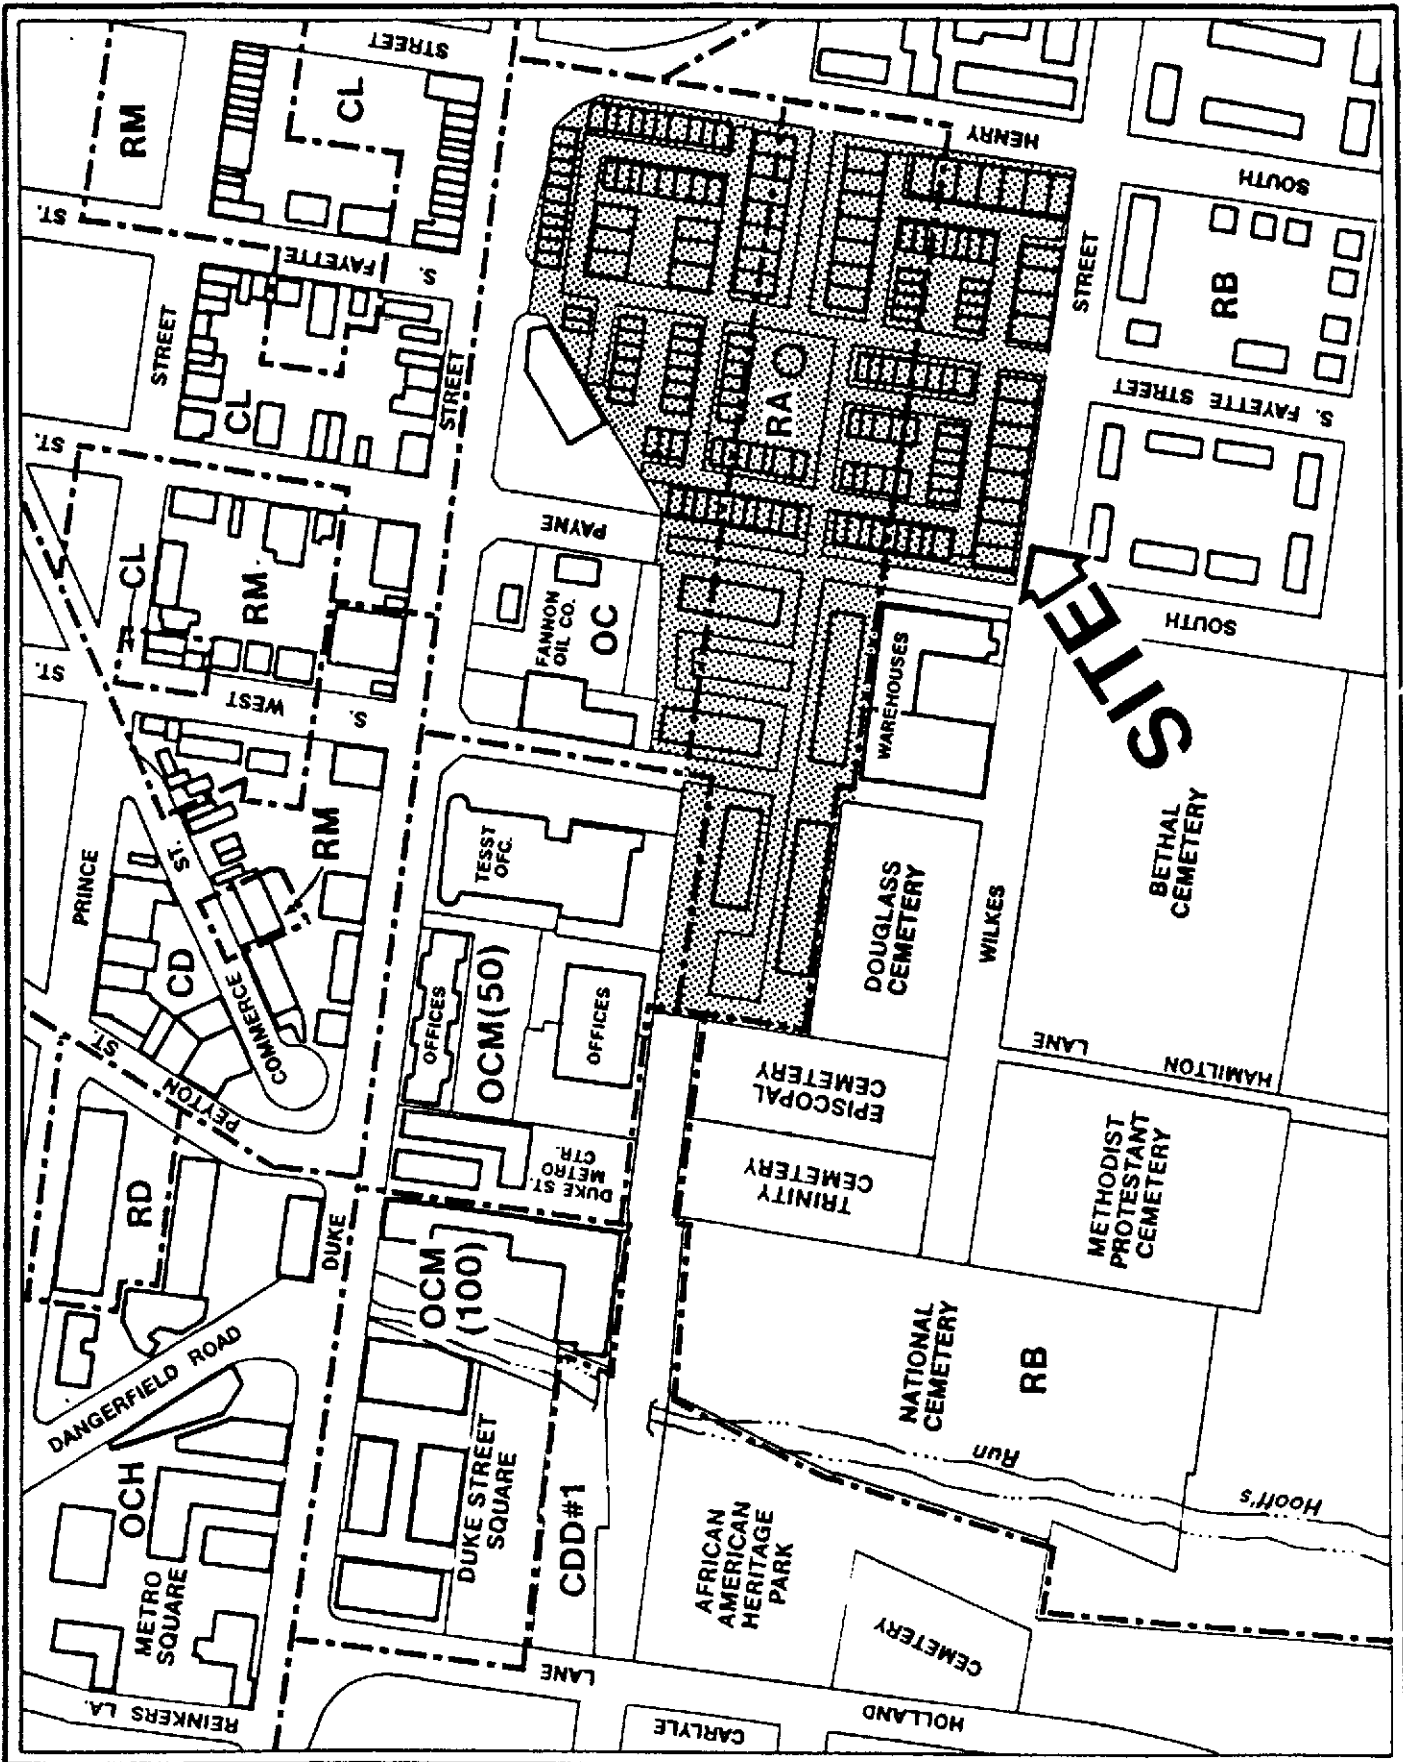 REINKERS LA.
METRO
SQUARE
OCH
DANGERFIELD ROAD
RD
PEYTON
ST.
PRINCE
CD
COMMERCE
ST.
RM
WEST
S.
ST.
CL
RM
ST.
STREET
CL
FAYETTE
S.
ST.
RM
CL
STREET
DUKE
STREET
LANE
DUKE STREET
SQUARE
CDD#1
OCM
(100)
DUKE ST.
METRO
CTR.
OFFICES
OCM(50)
OFFICES
TESST
OFC.
FANNON
OIL CO.
OC
PAYNE
RA
HENRY
CARLYLE
HOLLAND
CEMETERY
AFRICAN
AMERICAN
HERITAGE
PARK
NATIONAL
CEMETERY
RB
Hooff's
Run
TRINITY
CEMETERY
EPISCOPAL
CEMETERY
METHODIST
PROTESTANT
CEMETERY
HAMILTON
LANE
DOUGLASS
CEMETERY
WILKES
STREET
BETHAL
CEMETERY
WAREHOUSES
SITE
SOUTH
S. FAYETTE STREET
RB
SOUTH